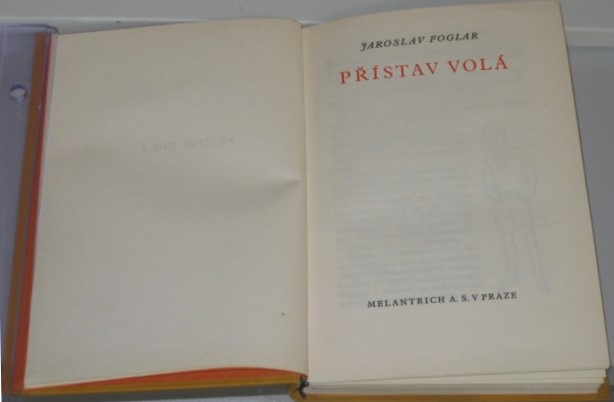 JAROSLAV FOGLAR
PŘÍSTAV VOLÁ
MELANTRICH A. S. V PRAZE